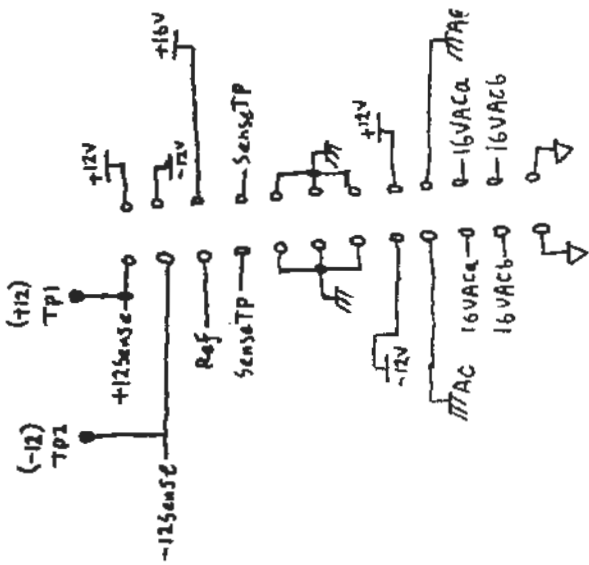 (-12)
TP2
(+12)
TP1
-12Sense
+12Sense
Ref
SenseTP
-12V
AC
16VACa
16VACb
+12V
-12V
+16V
SenseTP
+12V
AC
16VACa
16VACb